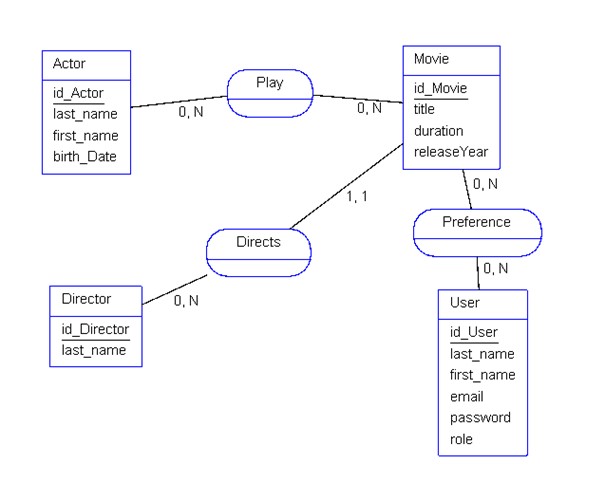 Actor
id_Actor
last_name
first_name
birth_Date
0, N
Play
0, N
Movie
id_Movie
title
duration
releaseYear
1, 1
0, N
Directs
0, N
Preference
0, N
Director
id_Director
last_name
User
id_User
last_name
first_name
email
password
role